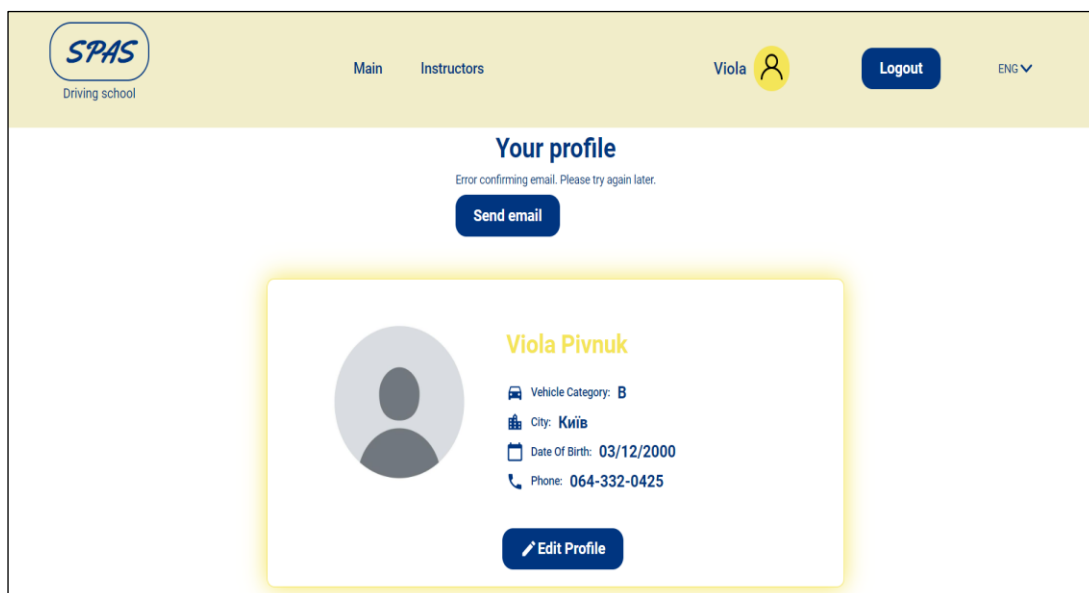 SPAS
Driving school
Main Instructors Viola Logout ENG
Your profile
Error confirming email. Please try again later.
Send email
Viola Pivnuk
Vehicle Category: B
City: Київ
Date Of Birth: 03/12/2000
Phone: 064-332-0425
Edit Profile